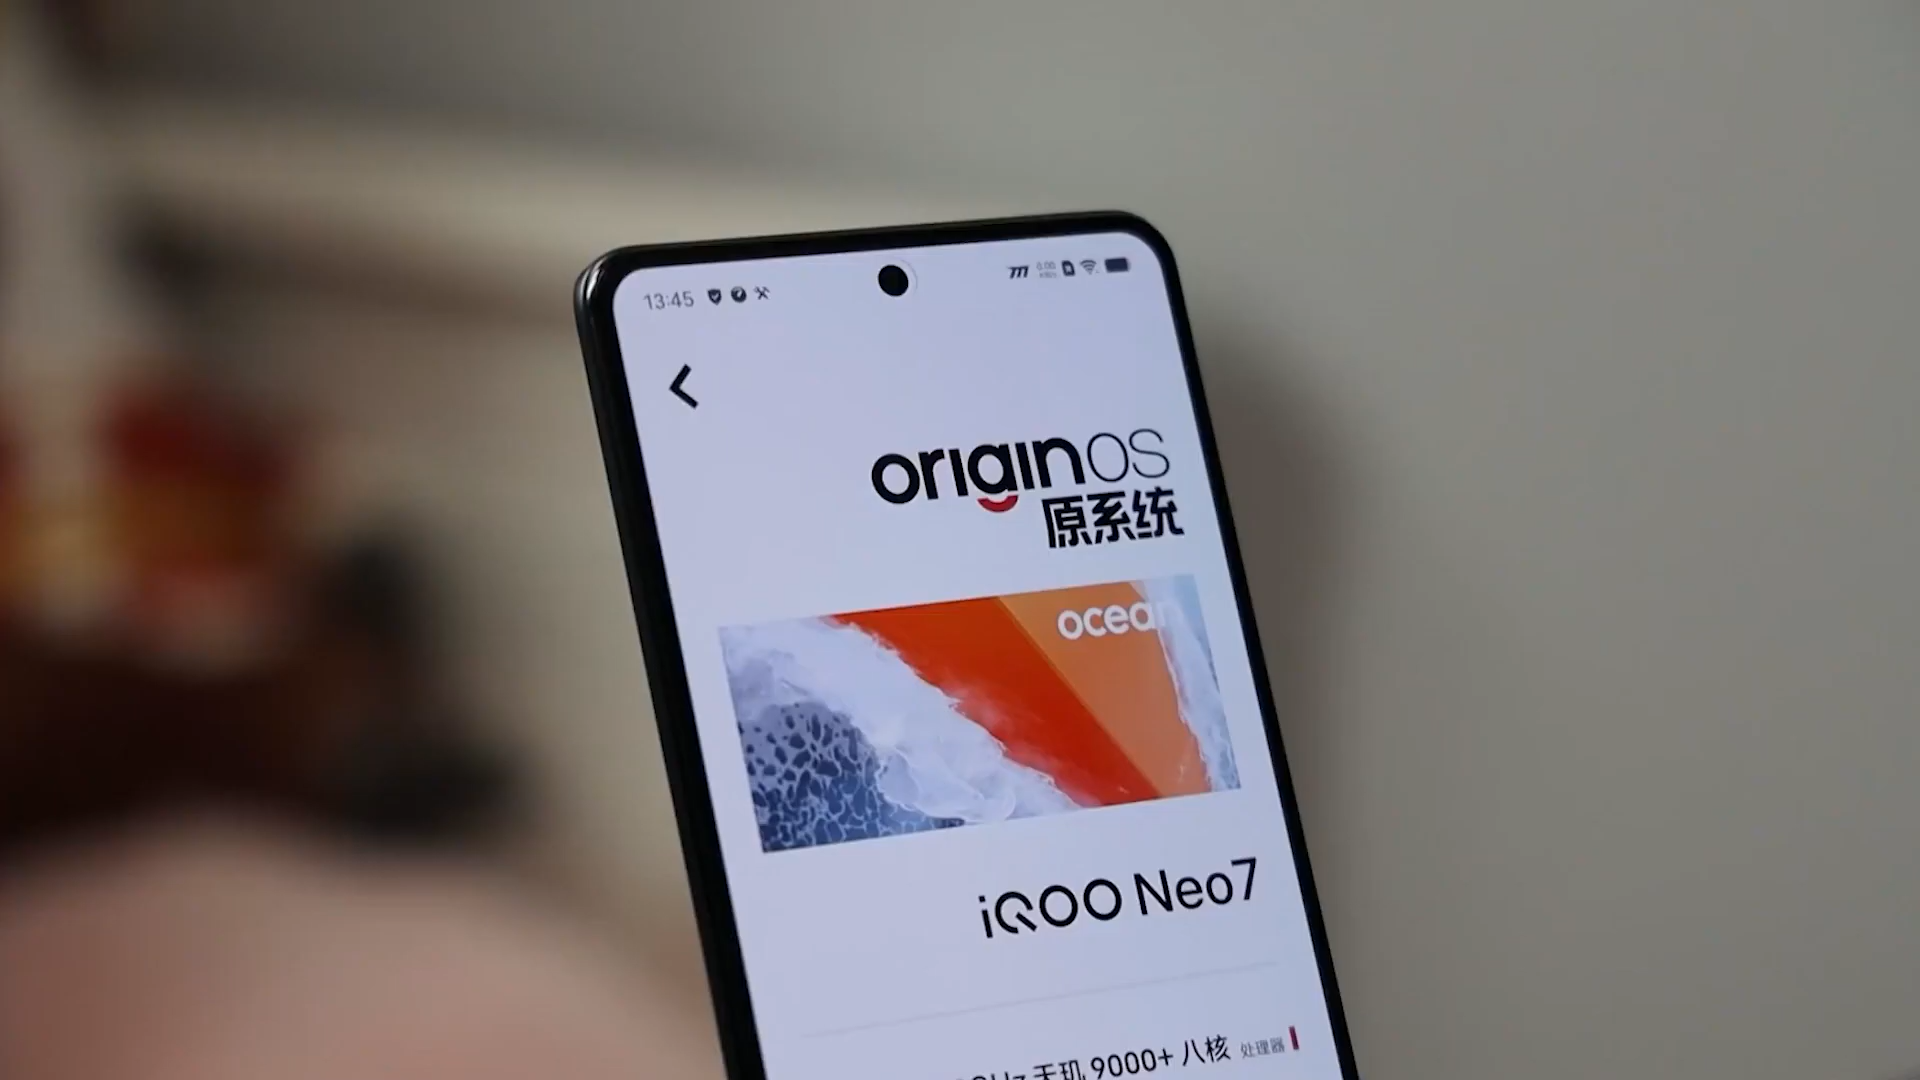 13:45
originOS
原系统
ocean
iQOO Neo7
天玑 9000+ 八核 处理器